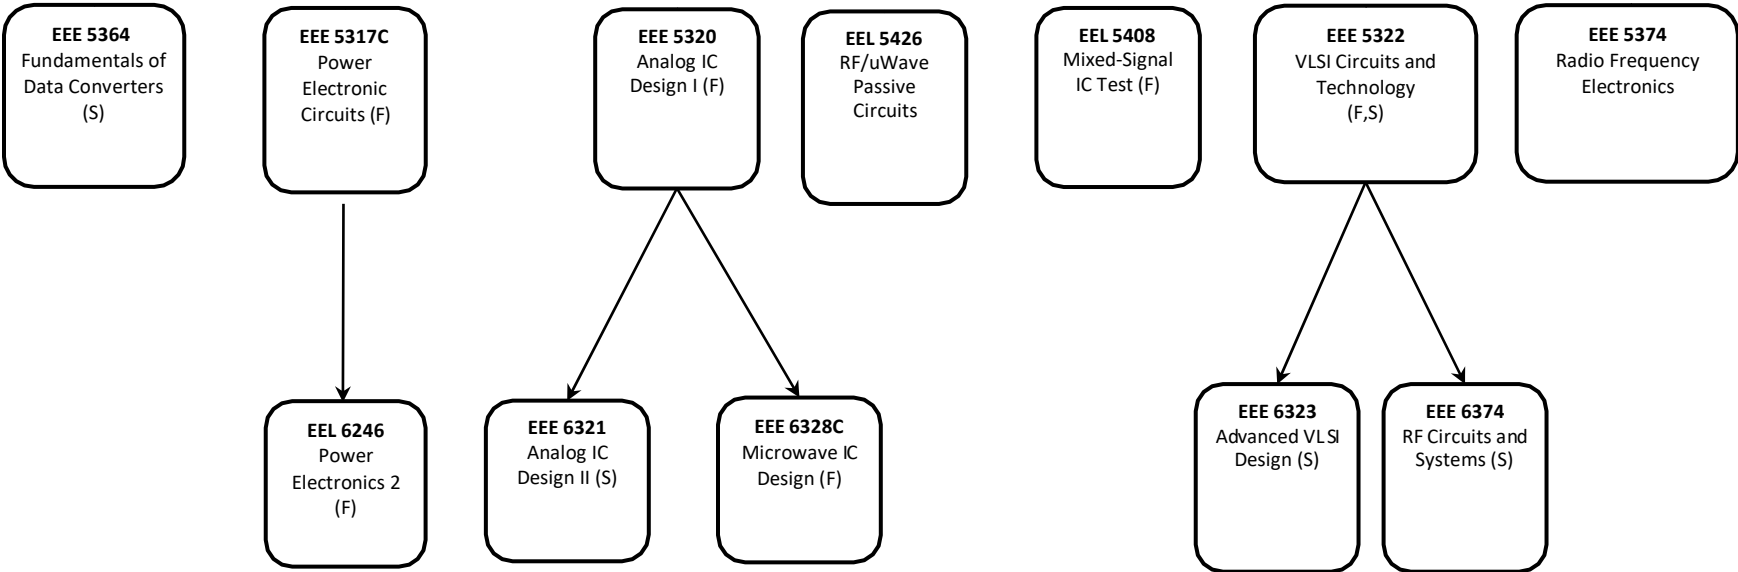 EEE 5364
Fundamentals of
Data Converters
(S)
EEE 5317C
Power
Electronic
Circuits (F)
EEE 5320
Analog IC
Design I (F)
EEL 5426
RF/uWave
Passive
Circuits
EEL 5408
Mixed-Signal
IC Test (F)
EEE 5322
VLSI Circuits and
Technology
(F,S)
EEE 5374
Radio Frequency
Electronics
EEL 6246
Power
Electronics 2
(F)
EEE 6321
Analog IC
Design II (S)
EEE 6328C
Microwave IC
Design (F)
EEE 6323
Advanced VLSI
Design (S)
EEE 6374
RF Circuits and
Systems (S)